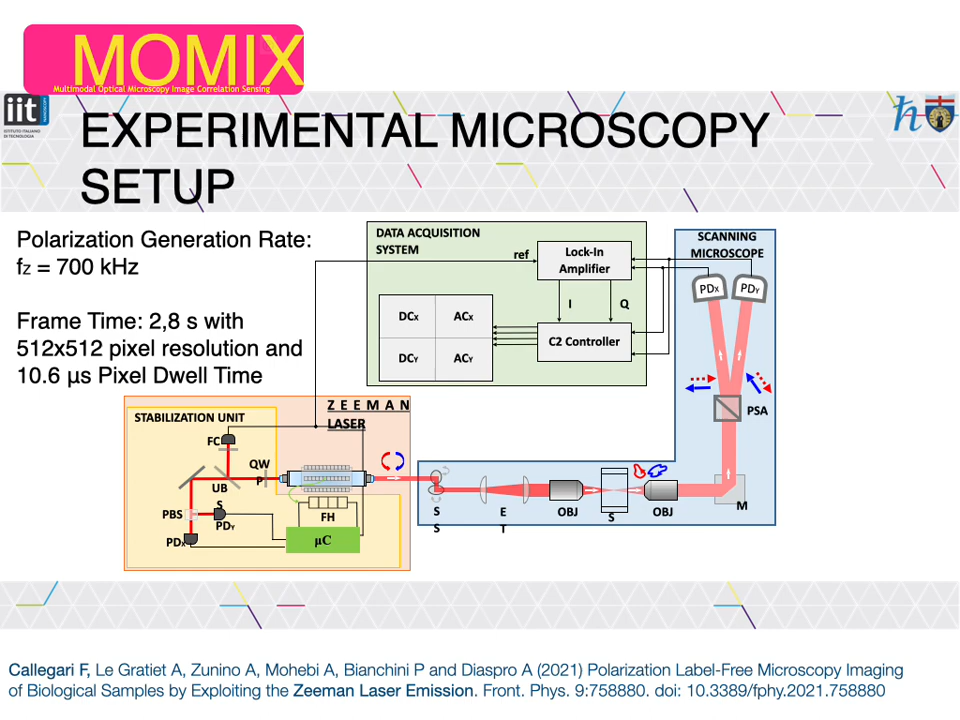 MOMIX
Multimodal Optical Microscopy Image Correlation Sensing
iit
ISTITUTO ITALIANO
DI TECNOLOGIA
NANOSCOPY
ħ
EXPERIMENTAL MICROSCOPY
SETUP
Polarization Generation Rate:
fz = 700 kHz
Frame Time: 2,8 s with
512x512 pixel resolution and
10.6 µs Pixel Dwell Time
DATA ACQUISITION
SYSTEM
ref
Lock-In
Amplifier
I
Q
DCX
ACX
DCY
ACY
C2 Controller
SCANNING
MICROSCOPE
PDX
PDY
PSA
M
ZEEMAN
LASER
STABILIZATION UNIT
FC
QW
P
UB
S
PBS
PDY
PDX
FH
µC
S
S
E
T
OBJ
S
OBJ
Callegari F, Le Gratiet A, Zunino A, Mohebi A, Bianchini P and Diaspro A (2021) Polarization Label-Free Microscopy Imaging
of Biological Samples by Exploiting the Zeeman Laser Emission. Front. Phys. 9:758880. doi: 10.3389/fphy.2021.758880